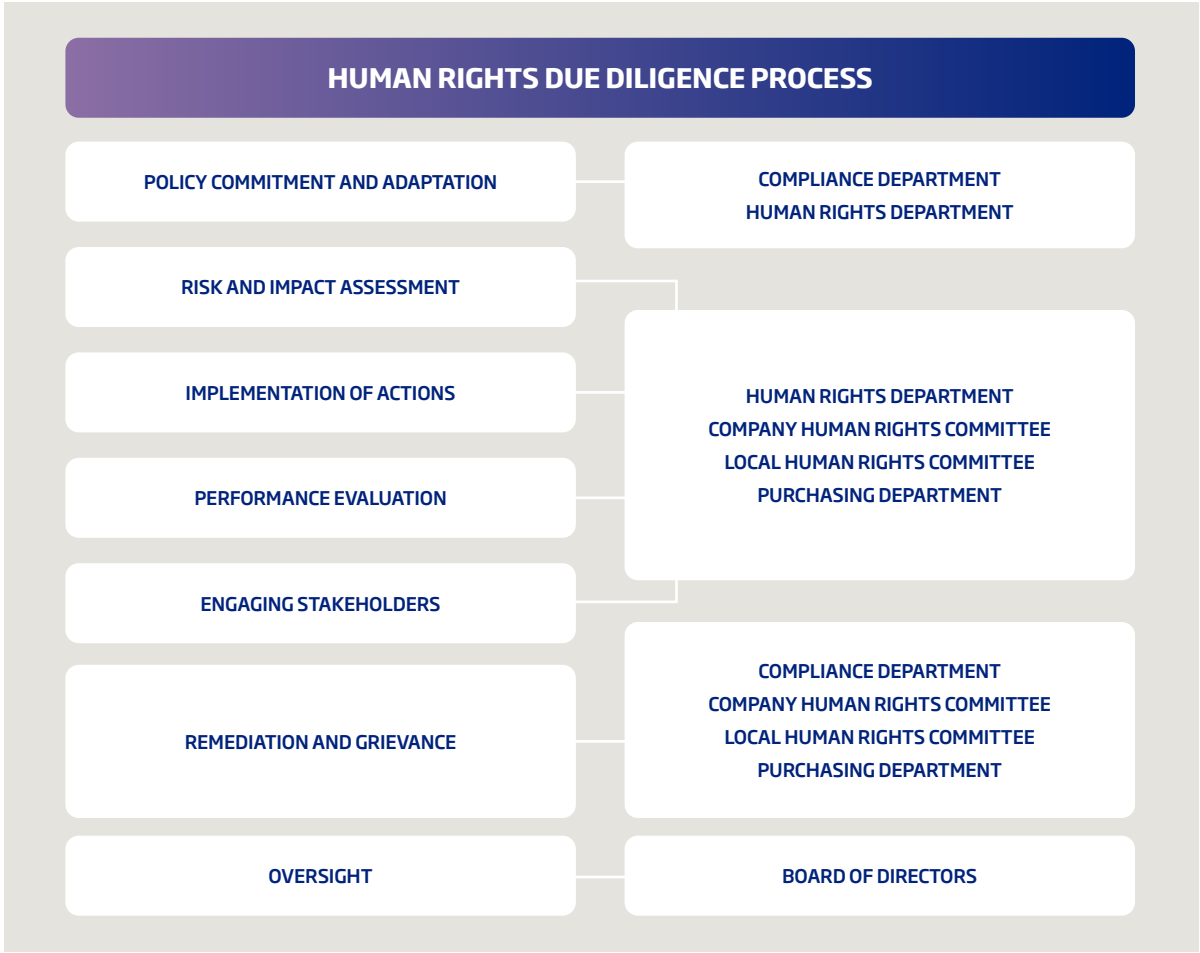 HUMAN RIGHTS DUE DILIGENCE PROCESS
POLICY COMMITMENT AND ADAPTATION
COMPLIANCE DEPARTMENT
HUMAN RIGHTS DEPARTMENT
RISK AND IMPACT ASSESSMENT
IMPLEMENTATION OF ACTIONS
PERFORMANCE EVALUATION
ENGAGING STAKEHOLDERS
HUMAN RIGHTS DEPARTMENT
COMPANY HUMAN RIGHTS COMMITTEE
LOCAL HUMAN RIGHTS COMMITTEE
PURCHASING DEPARTMENT
REMEDIATION AND GRIEVANCE
COMPLIANCE DEPARTMENT
COMPANY HUMAN RIGHTS COMMITTEE
LOCAL HUMAN RIGHTS COMMITTEE
PURCHASING DEPARTMENT
OVERSIGHT
BOARD OF DIRECTORS